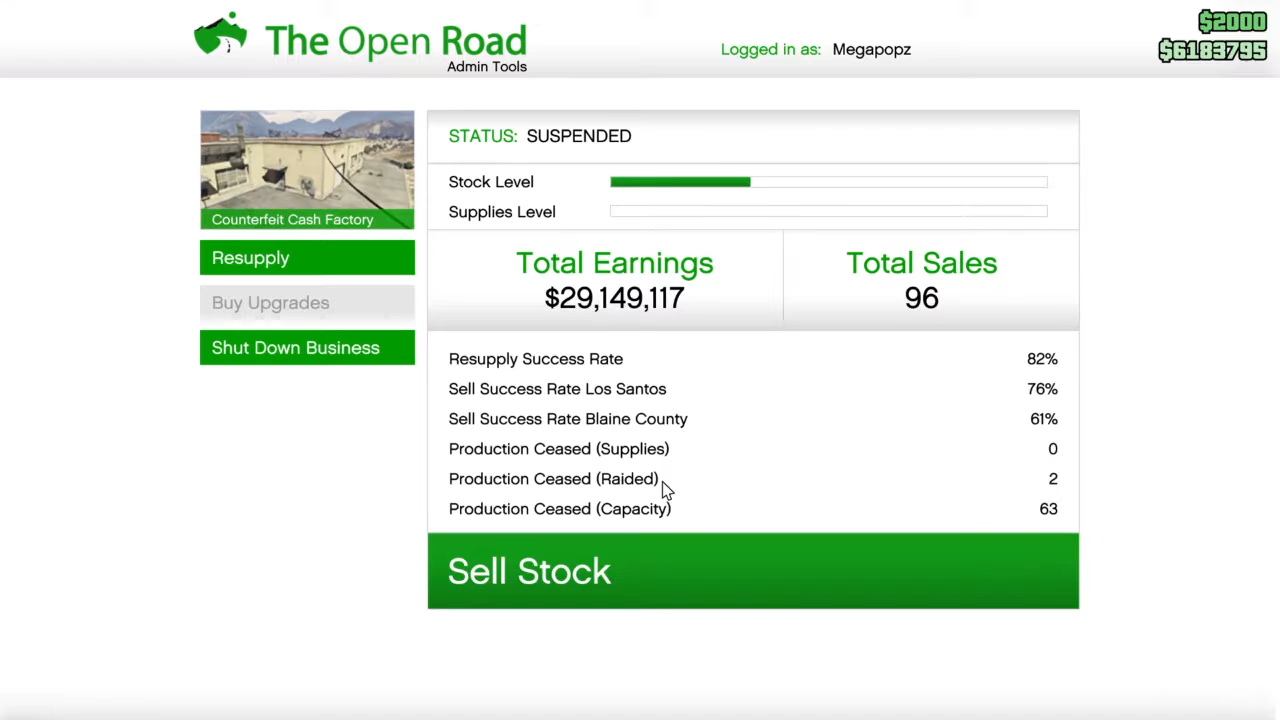 The Open Road
Admin Tools
Logged in as: Megapopz
$2000
$6183795
Counterfeit Cash Factory
Resupply
Buy Upgrades
Shut Down Business
STATUS: SUSPENDED
Stock Level
Supplies Level
Total Earnings
$29,149,117
Total Sales
96
Resupply Success Rate 82%
Sell Success Rate Los Santos 76%
Sell Success Rate Blaine County 61%
Production Ceased (Supplies) 0
Production Ceased (Raided) 2
Production Ceased (Capacity) 63
Sell Stock